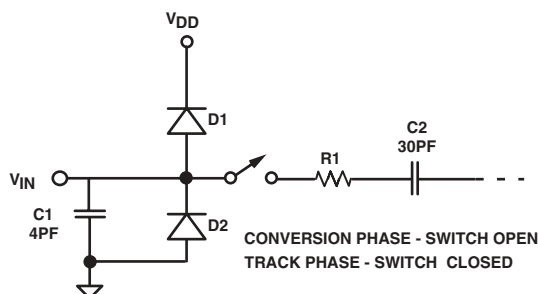 VDD
D1
C2
30PF
R1
VIN
C1
4PF
D2
CONVERSION PHASE - SWITCH OPEN
TRACK PHASE - SWITCH CLOSED